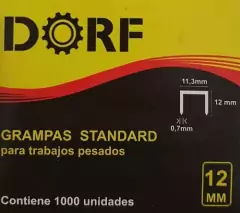 DORF
11,3mm
12 mm
0,7mm
GRAMPAS STANDARD
para trabajos pesados
12
MM
Contiene 1000 unidades